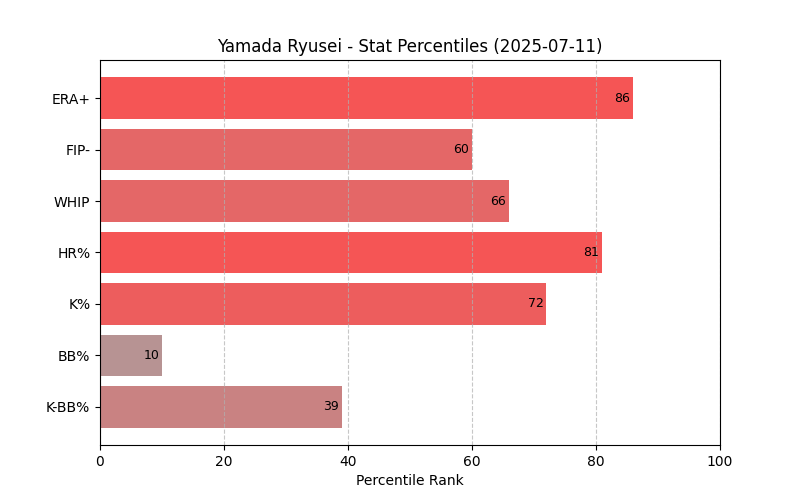 Yamada Ryusei - Stat Percentiles (2025-07-11)
ERA+ 86
FIP- 60
WHIP 66
HR% 81
K% 72
BB% 10
K-BB% 39
0 20 40 60 80 100
Percentile Rank